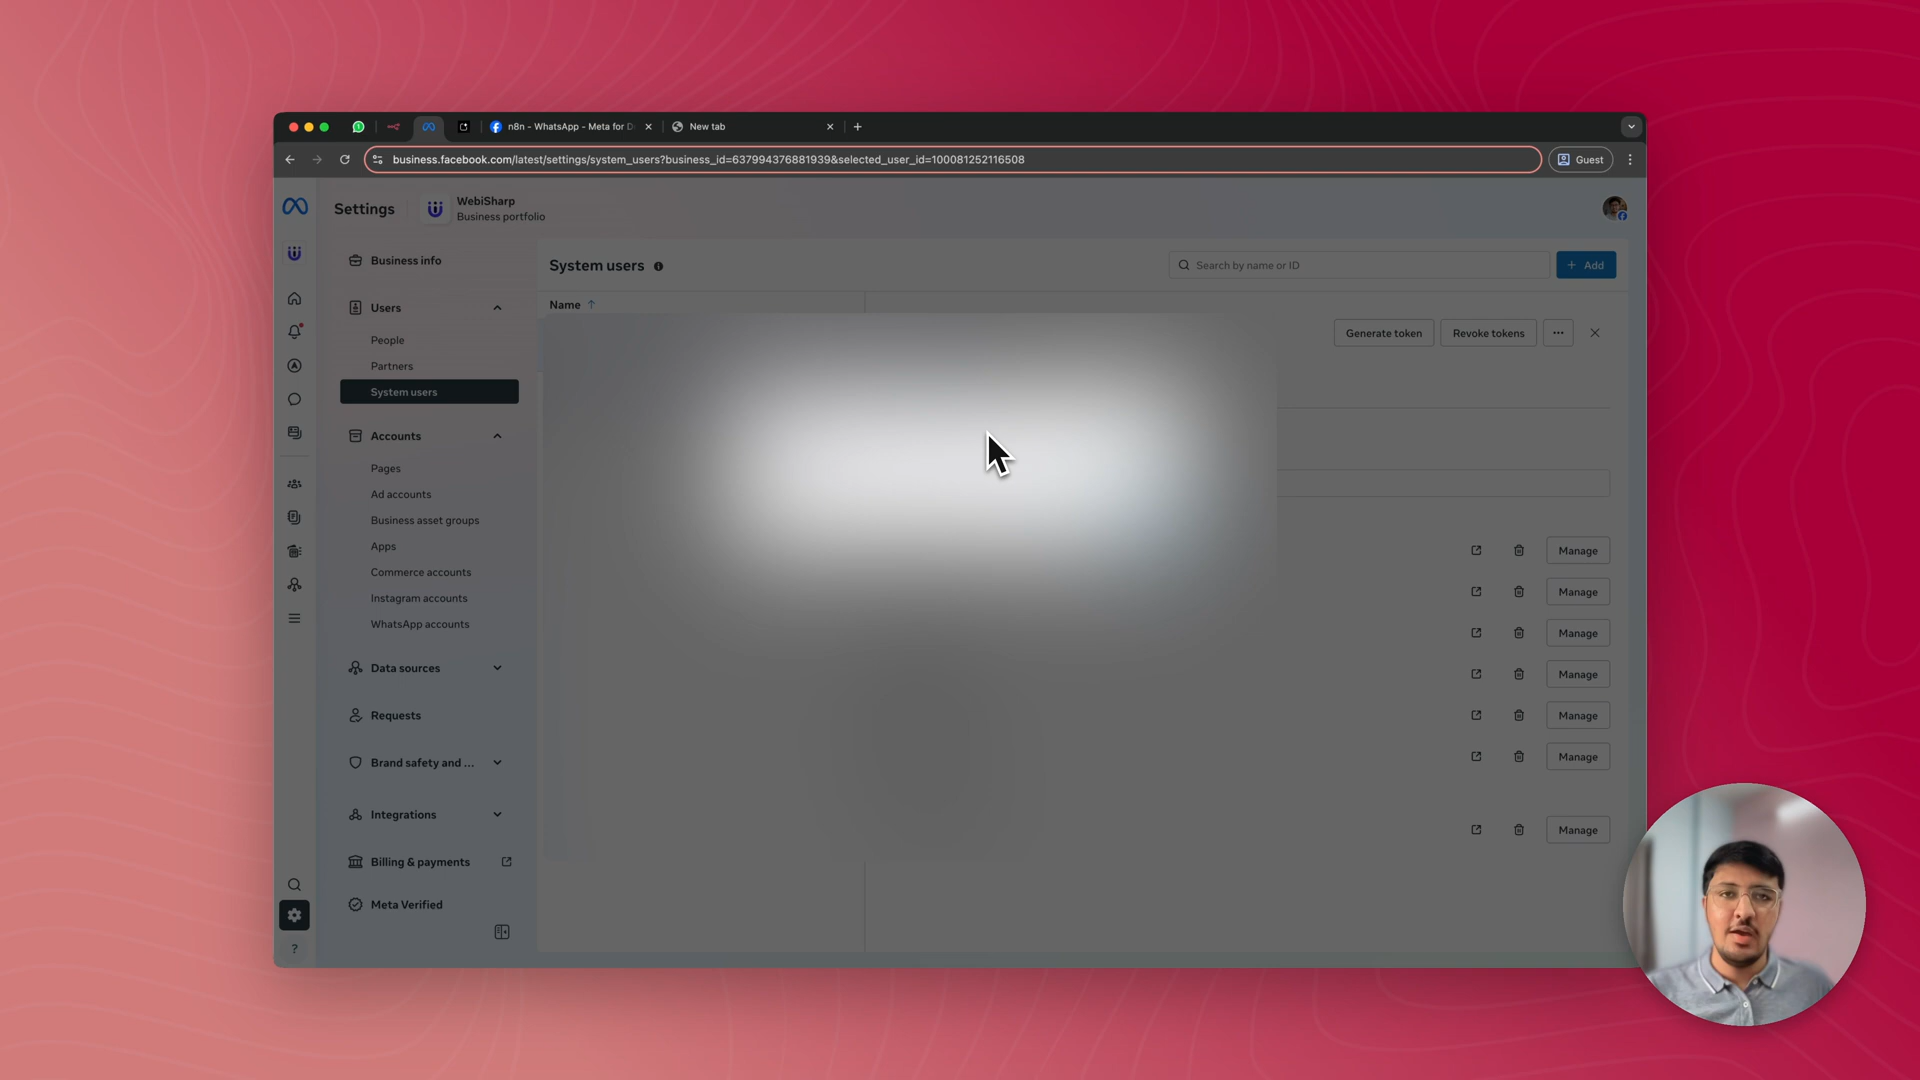 n8n - WhatsApp - Meta for D
New tab
business.facebook.com/latest/settings/system_users?business_id=637994376881939&selected_user_id=100081252116508
Guest
Settings
WebiSharp
Business portfolio
Business info
Users
People
Partners
System users
Accounts
Pages
Ad accounts
Business asset groups
Apps
Commerce accounts
Instagram accounts
WhatsApp accounts
Data sources
Requests
Brand safety and ...
Integrations
Billing & payments
Meta Verified
?
System users
Search by name or ID
+ Add
Name ↑
Generate token
Revoke tokens
...
Manage
Manage
Manage
Manage
Manage
Manage
Manage